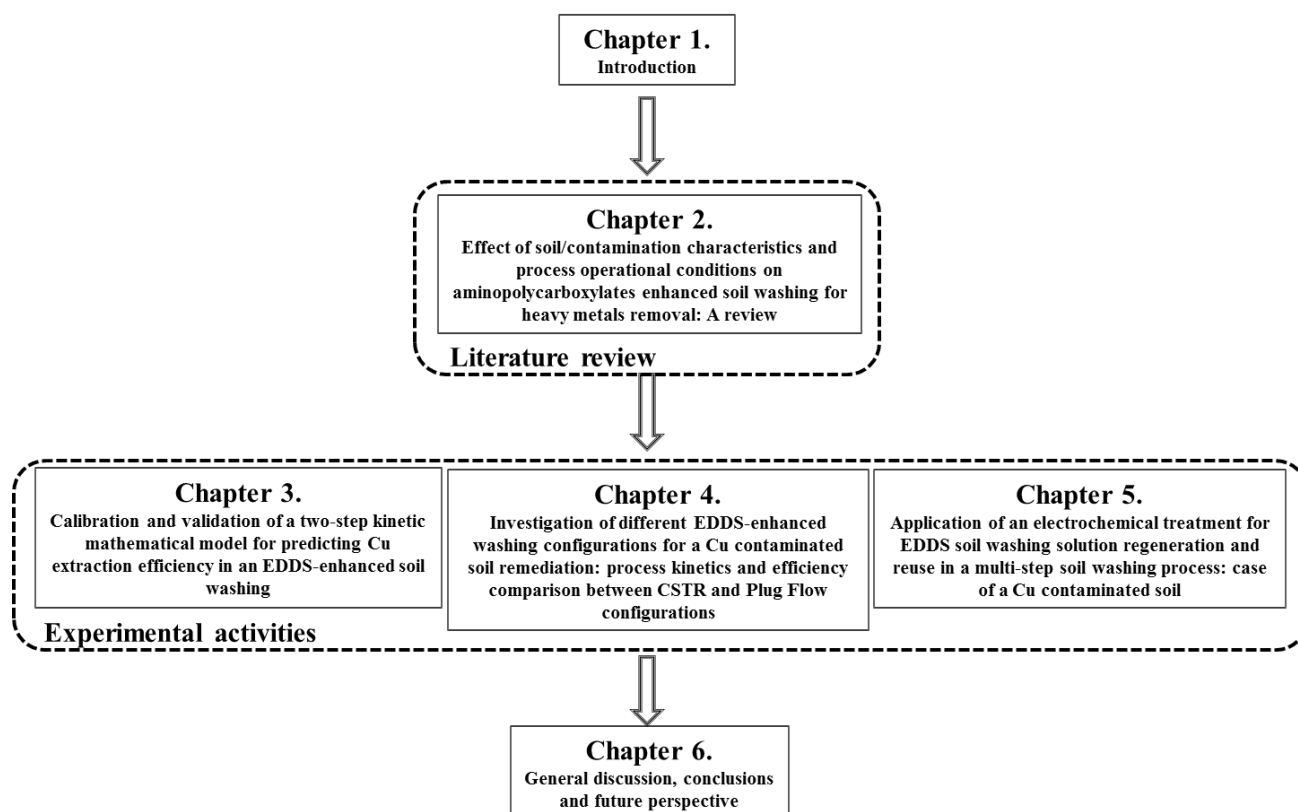 Chapter 1.
Introduction
Chapter 2.
Effect of soil/contamination characteristics and
process operational conditions on
aminopolycarboxylates enhanced soil washing for
heavy metals removal: A review
Literature review
Chapter 3.
Calibration and validation of a two-step kinetic
mathematical model for predicting Cu
extraction efficiency in an EDDS-enhanced soil
washing
Chapter 4.
Investigation of different EDDS-enhanced
washing configurations for a Cu contaminated
soil remediation: process kinetics and efficiency
comparison between CSTR and Plug Flow
configurations
Chapter 5.
Application of an electrochemical treatment for
EDDS soil washing solution regeneration and
reuse in a multi-step soil washing process: case
of a Cu contaminated soil
Experimental activities
Chapter 6.
General discussion, conclusions
and future perspective